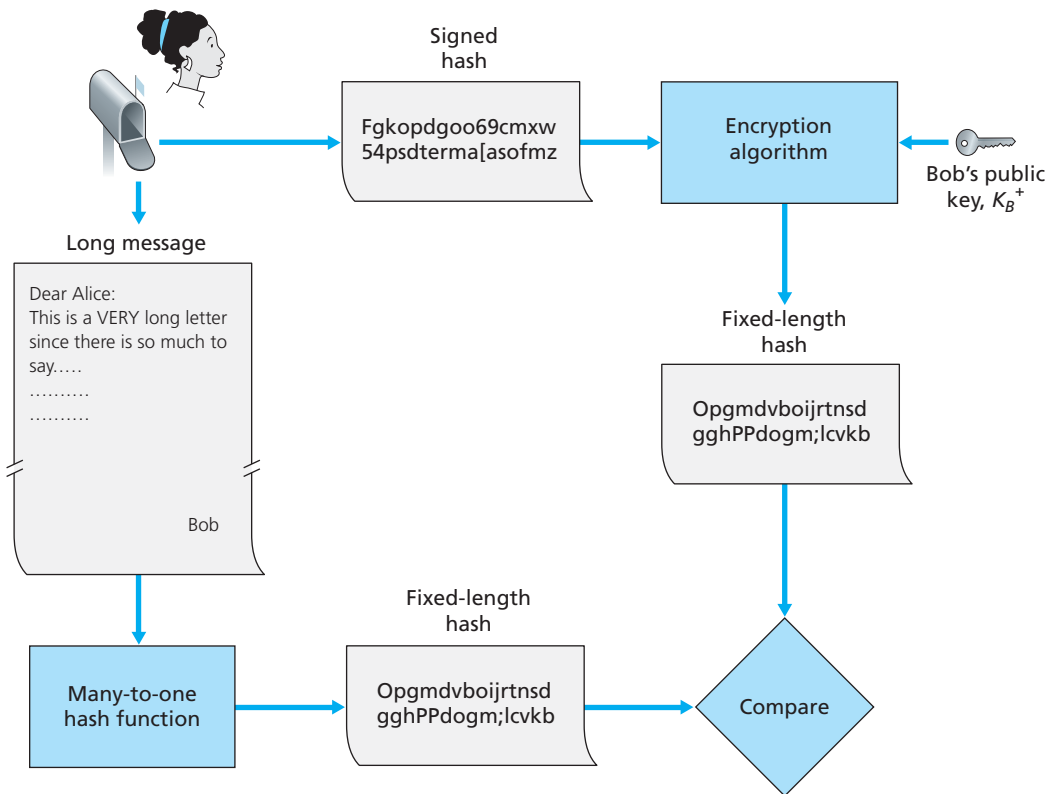 Signed
hash
Fgkopdgoo69cmxw
54psdterma[asofmz
Encryption
algorithm
Bob's public
key, K_B^+
Long message
Dear Alice:
This is a VERY long letter
since there is so much to
say.....
..........
..........
Bob
Fixed-length
hash
Opgmdvboijrtnsd
gghPPdogm;lcvkb
Many-to-one
hash function
Fixed-length
hash
Opgmdvboijrtnsd
gghPPdogm;lcvkb
Compare